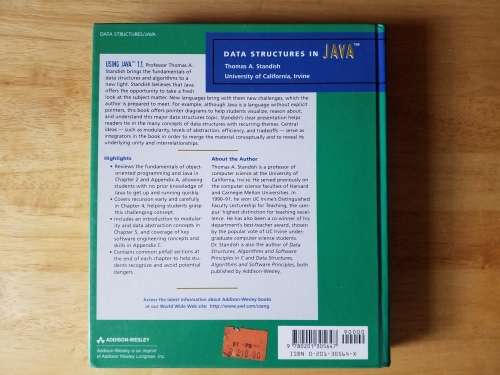 DATA STRUCTURES/JAVA
DATA STRUCTURES IN JAVA™
Thomas A. Standish
University of California, Irvine
USING JAVA™ 1.1, Professor Thomas A.
Standish brings the fundamentals of
data structures and algorithms to a
new light. Standish believes that Java
offers the opportunity to take a fresh
look at the subject matter. New languages bring with them new challenges, which the
author is prepared to meet. For example, although Java is a language without explicit
pointers, this book offers pointer diagrams to help students visualize, reason about,
and understand this major data structures topic. Standish's clear presentation helps
readers tie in the many concepts of data structures with recurring themes. Central
ideas — such as modularity, levels of abstraction, efficiency, and tradeoffs — serve as
integrators in the book in order to merge the material conceptually and to reveal its
underlying unity and interrelationships.
Highlights
• Reviews the fundamentals of object-
oriented programming and Java in
Chapter 2 and Appendix A, allowing
students with no prior knowledge of
Java to get up and running quickly.
• Covers recursion early and carefully
in Chapter 4, helping students grasp
this challenging concept.
• Includes an introduction to modular-
ity and data abstraction concepts in
Chapter 5, and coverage of key
software engineering concepts and
skills in Appendix C.
• Contains common pitfall sections at
the end of each chapter to help stu-
dents recognize and avoid potential
dangers.
About the Author
Thomas A. Standish is a professor of
computer science at the University of
California, Irvine. He served previously on
the computer science faculties of Harvard
and Carnegie Mellon Universities. In
1990-91, he won UC Irvine's Distinguished
Faculty Lectureship for Teaching, the cam-
pus' highest distinction for teaching excel-
lence. He has also been a co-winner of his
department's best-teacher award, chosen
by the popular vote of UC Irvine under-
graduate computer science students.
Dr. Standish is also the author of Data
Structures, Algorithms and Software
Principles in C and Data Structures,
Algorithms and Software Principles, both
published by Addison-Wesley.
Access the latest information about Addison-Wesley books
at our World Wide Web site: http://www.awl.com/cseng
ADDISON-WESLEY
Addison-Wesley is an imprint
of Addison Wesley Longman, Inc.
90000
9 780201 305647
ISBN 0-201-30564-X